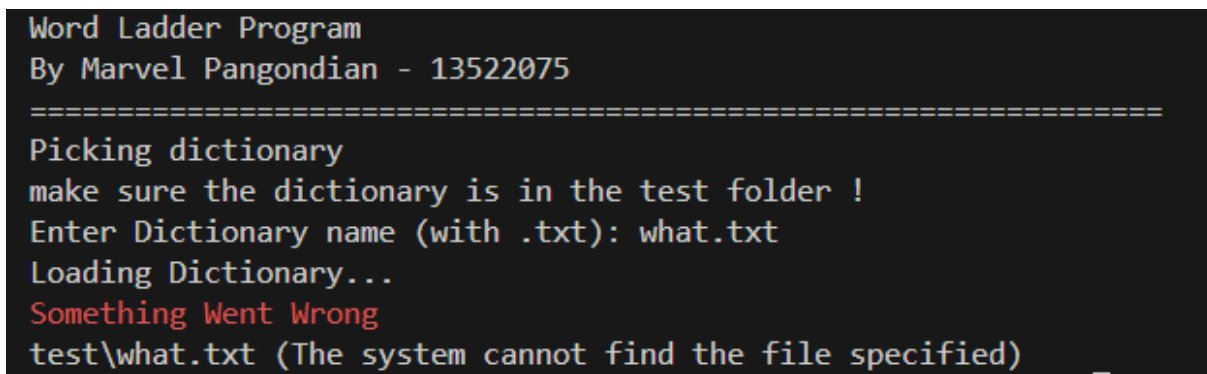 Word Ladder Program
By Marvel Pangondian - 13522075
=================================================================
Picking dictionary
make sure the dictionary is in the test folder !
Enter Dictionary name (with .txt): what.txt
Loading Dictionary...
Something Went Wrong
test\what.txt (The system cannot find the file specified)